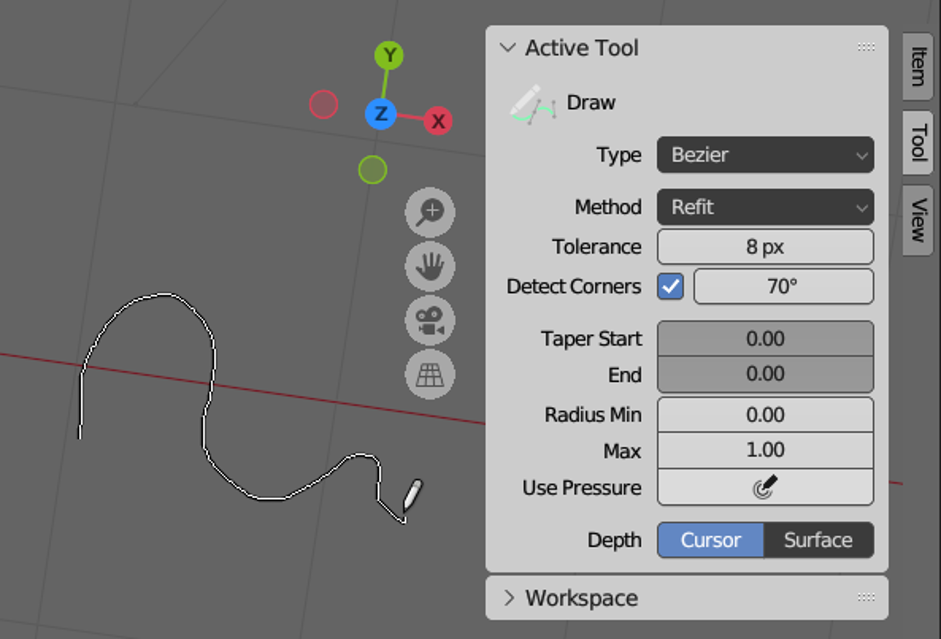 Y
Z
X
Active Tool
Draw
Type Bezier
Method Refit
Tolerance 8 px
Detect Corners 70°
Taper Start 0.00
End 0.00
Radius Min 0.00
Max 1.00
Use Pressure
Depth Cursor Surface
Workspace
Item
Tool
View